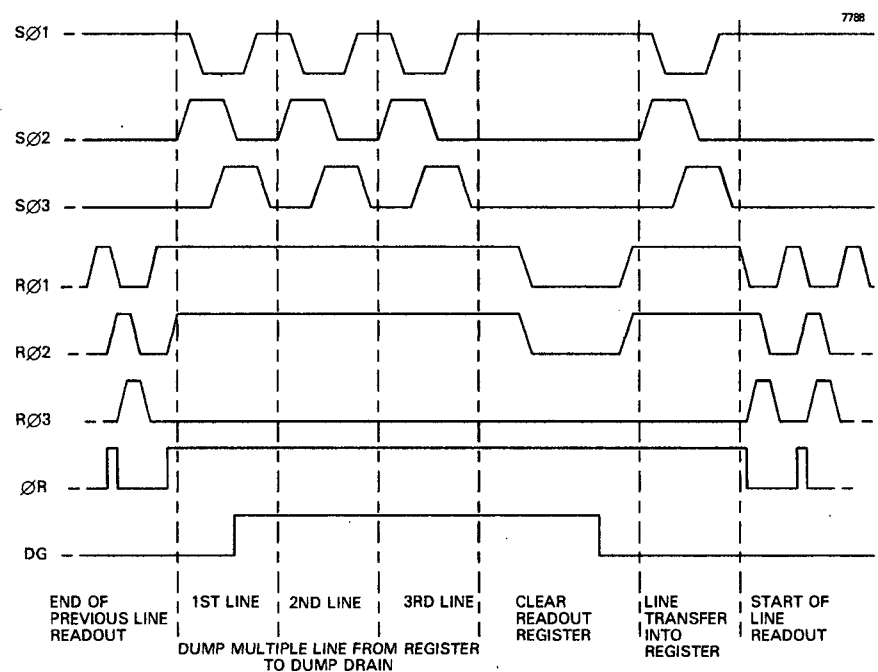 7788
SØ1
SØ2
SØ3
RØ1
RØ2
RØ3
ØR
DG
END OF
PREVIOUS LINE
READOUT
1ST LINE
2ND LINE
3RD LINE
DUMP MULTIPLE LINE FROM REGISTER
TO DUMP DRAIN
CLEAR
READOUT
REGISTER
LINE
TRANSFER
INTO
REGISTER
START OF
LINE
READOUT